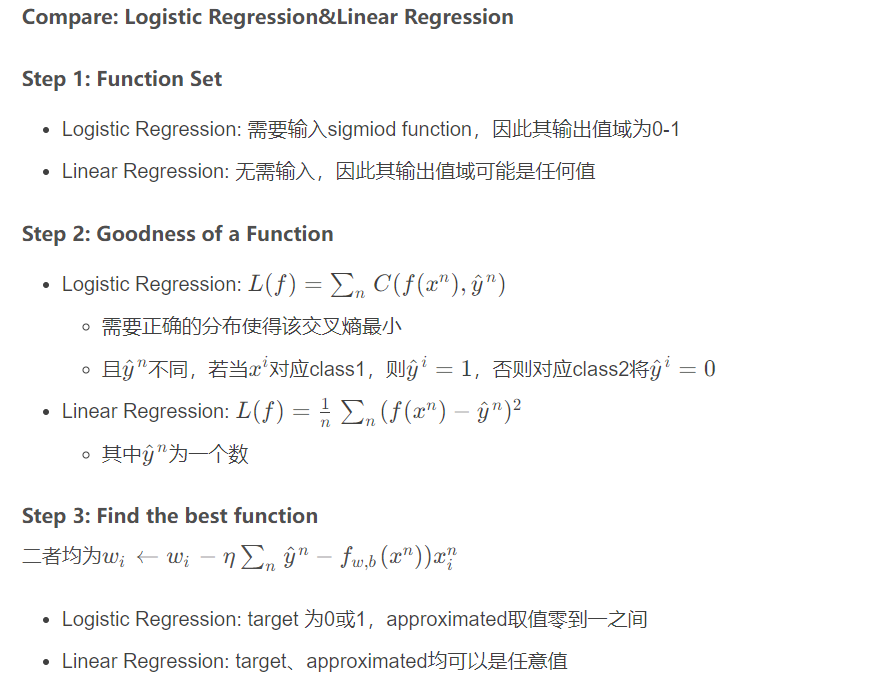 Compare: Logistic Regression&Linear Regression
Step 1: Function Set
• Logistic Regression: 需要输入sigmiod function，因此其输出值域为0-1
• Linear Regression: 无需输入，因此其输出值域可能是任何值
Step 2: Goodness of a Function
• Logistic Regression: $L(f) = \sum_n C(f(x^n), \hat{y}^n)$
◦ 需要正确的分布使得该交叉熵最小
◦ 且$\hat{y}^n$不同，若当$x^i$对应class1，则$\hat{y}^i = 1$，否则对应class2将$\hat{y}^i = 0$
• Linear Regression: $L(f) = \frac{1}{n} \sum_n (f(x^n) - \hat{y}^n)^2$
◦ 其中$\hat{y}^n$为一个数
Step 3: Find the best function
二者均为$w_i \leftarrow w_i - \eta \sum_n \hat{y}^n - f_{w,b}(x^n))x_i^n$
• Logistic Regression: target 为0或1，approximated取值零到一之间
• Linear Regression: target、approximated均可以是任意值